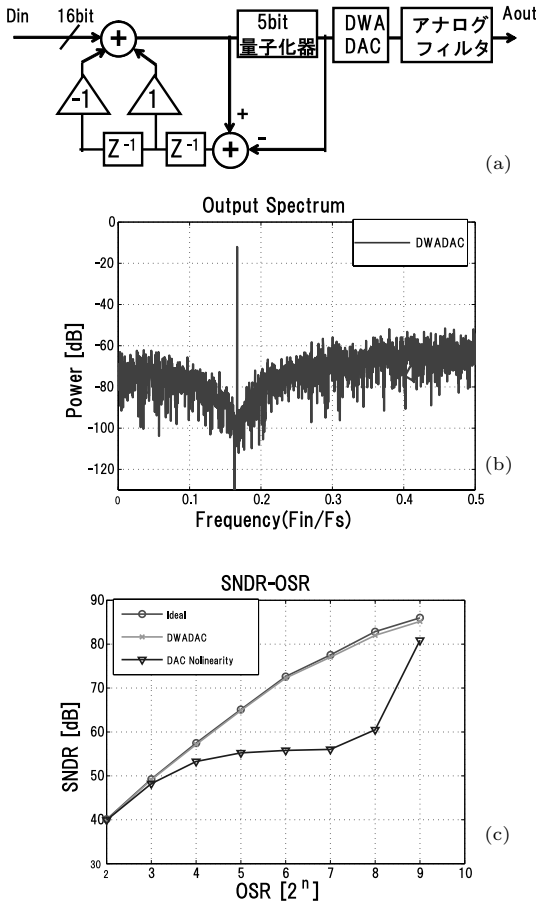 Din 16bit
5bit
量子化器
DWA
DAC
アナログ
フィルタ
Aout
+
-1
1
+
-
Z⁻¹
Z⁻¹
+
(a)
Output Spectrum
DWADAC
0
-20
-40
-60
-80
-100
-120
Power [dB]
0 0.1 0.2 0.3 0.4 0.5
Frequency(Fin/Fs)
(b)
SNDR-OSR
Ideal
DWADAC
DAC Nolinearity
90
80
70
60
50
40
30
SNDR [dB]
2 3 4 5 6 7 8 9 10
OSR [2ⁿ]
(c)